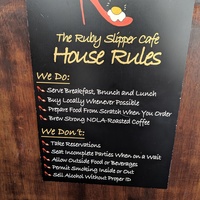 The Ruby Slipper Cafe
House Rules
We Do:
Serve Breakfast, Brunch and Lunch
Buy Locally Whenever Possible
Prepare Food From Scratch When You Order
Brew Strong NOLA-Roasted Coffee
We Don't:
Take Reservations
Seat Incomplete Parties When on a Wait
Allow Outside Food or Beverages
Permit Smoking Inside or Out
Sell Alcohol Without Proper ID